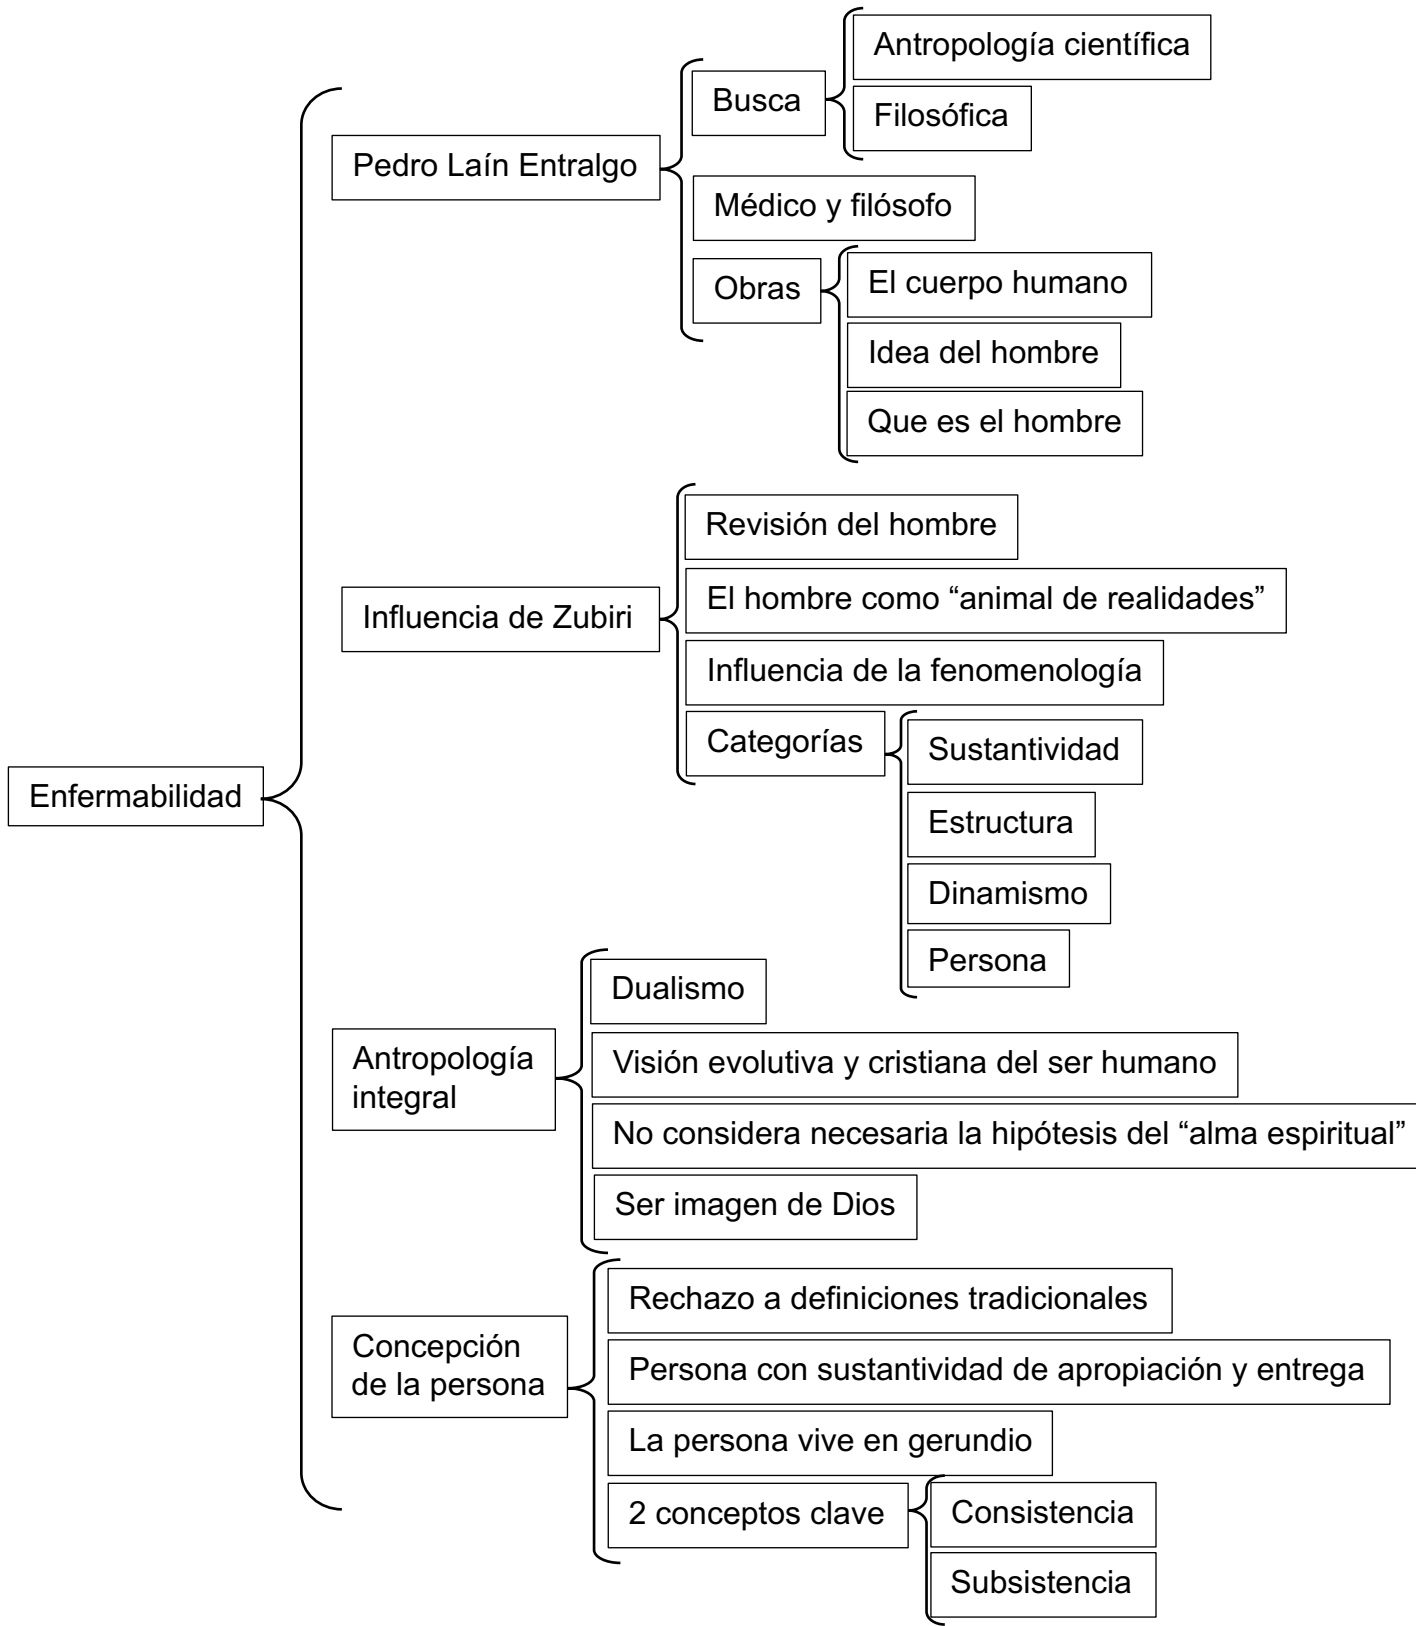 Enfermabilidad
Pedro Laín Entralgo
Busca
Antropología científica
Filosófica
Médico y filósofo
Obras
El cuerpo humano
Idea del hombre
Que es el hombre
Influencia de Zubiri
Revisión del hombre
El hombre como “animal de realidades”
Influencia de la fenomenología
Categorías
Sustantividad
Estructura
Dinamismo
Persona
Antropología
integral
Dualismo
Visión evolutiva y cristiana del ser humano
No considera necesaria la hipótesis del “alma espiritual”
Ser imagen de Dios
Concepción
de la persona
Rechazo a definiciones tradicionales
Persona con sustantividad de apropiación y entrega
La persona vive en gerundio
2 conceptos clave
Consistencia
Subsistencia